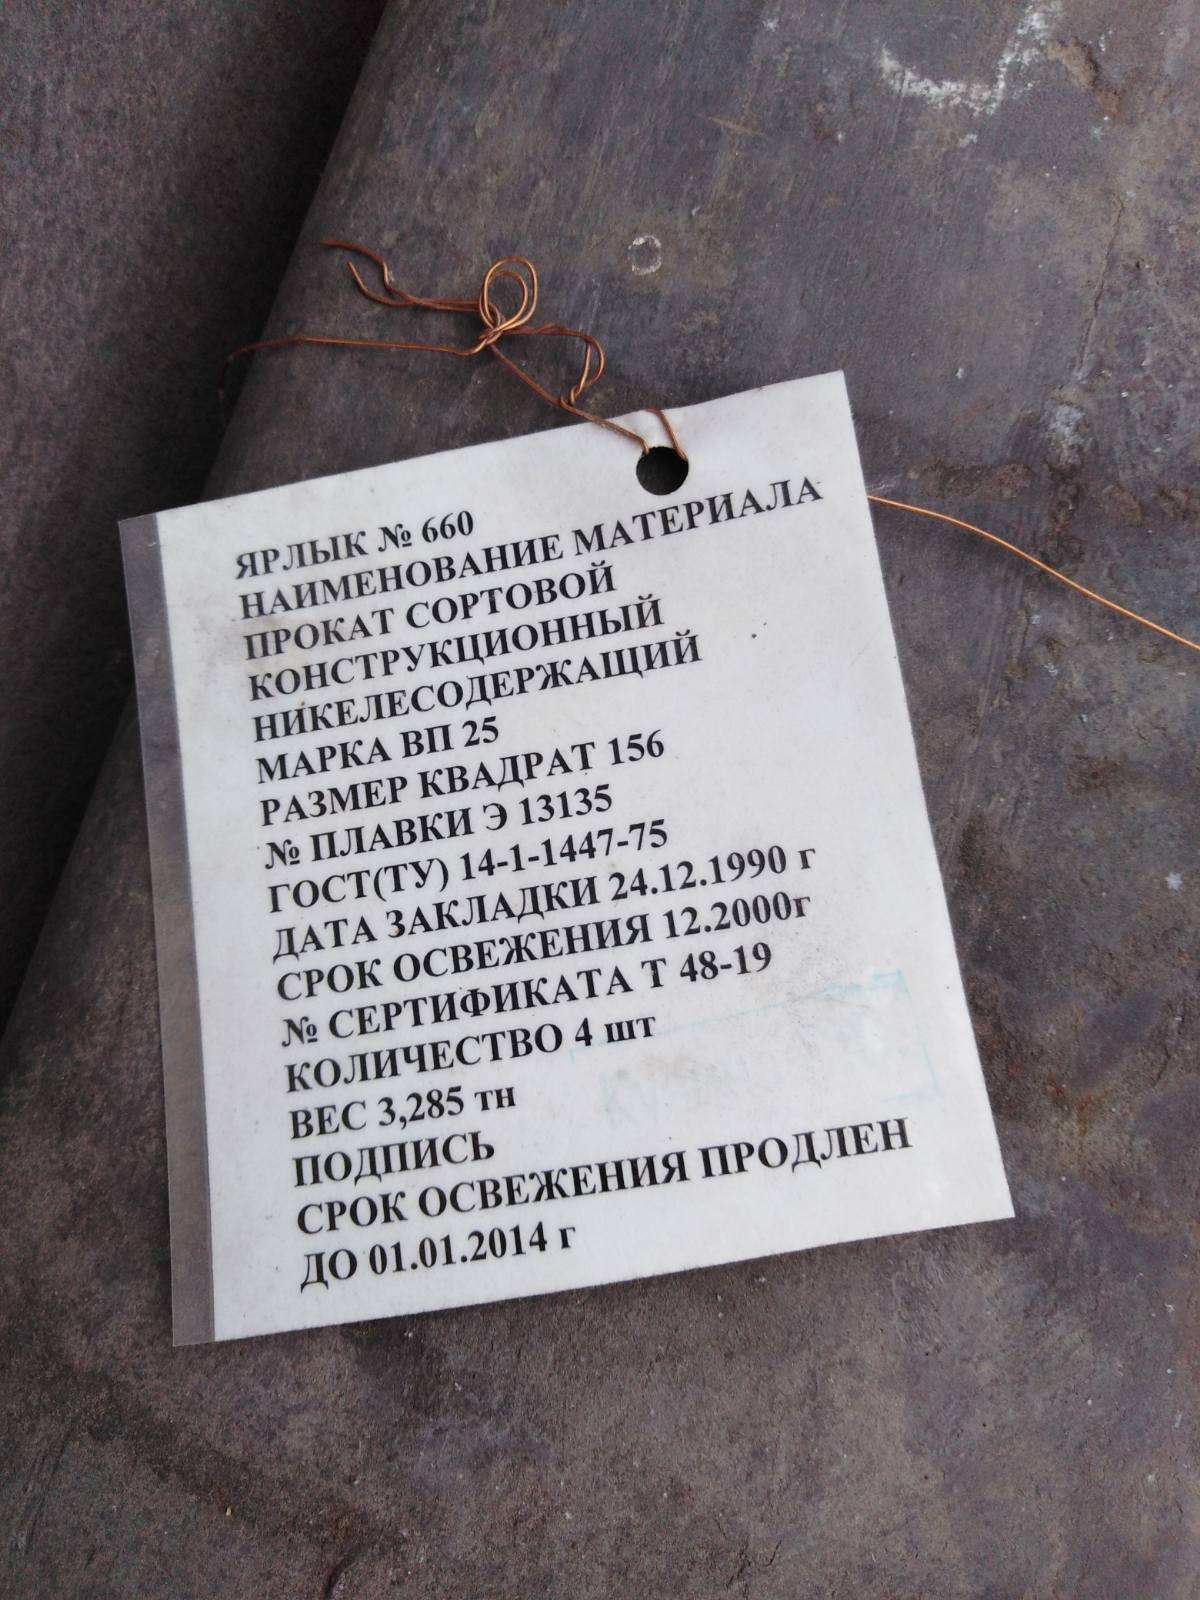 ЯРЛЫК № 660
НАИМЕНОВАНИЕ МАТЕРИАЛА
ПРОКАТ СОРТОВОЙ
КОНСТРУКЦИОННЫЙ
НИКЕЛЕСОДЕРЖАЩИЙ
МАРКА ВП 25
РАЗМЕР КВАДРАТ 156
№ ПЛАВКИ Э 13135
ГОСТ(ТУ) 14-1-1447-75
ДАТА ЗАКЛАДКИ 24.12.1990 г
СРОК ОСВЕЖЕНИЯ 12.2000г
№ СЕРТИФИКАТА Т 48-19
КОЛИЧЕСТВО 4 шт
ВЕС 3,285 тн
ПОДПИСЬ
СРОК ОСВЕЖЕНИЯ ПРОДЛЕН
ДО 01.01.2014 г